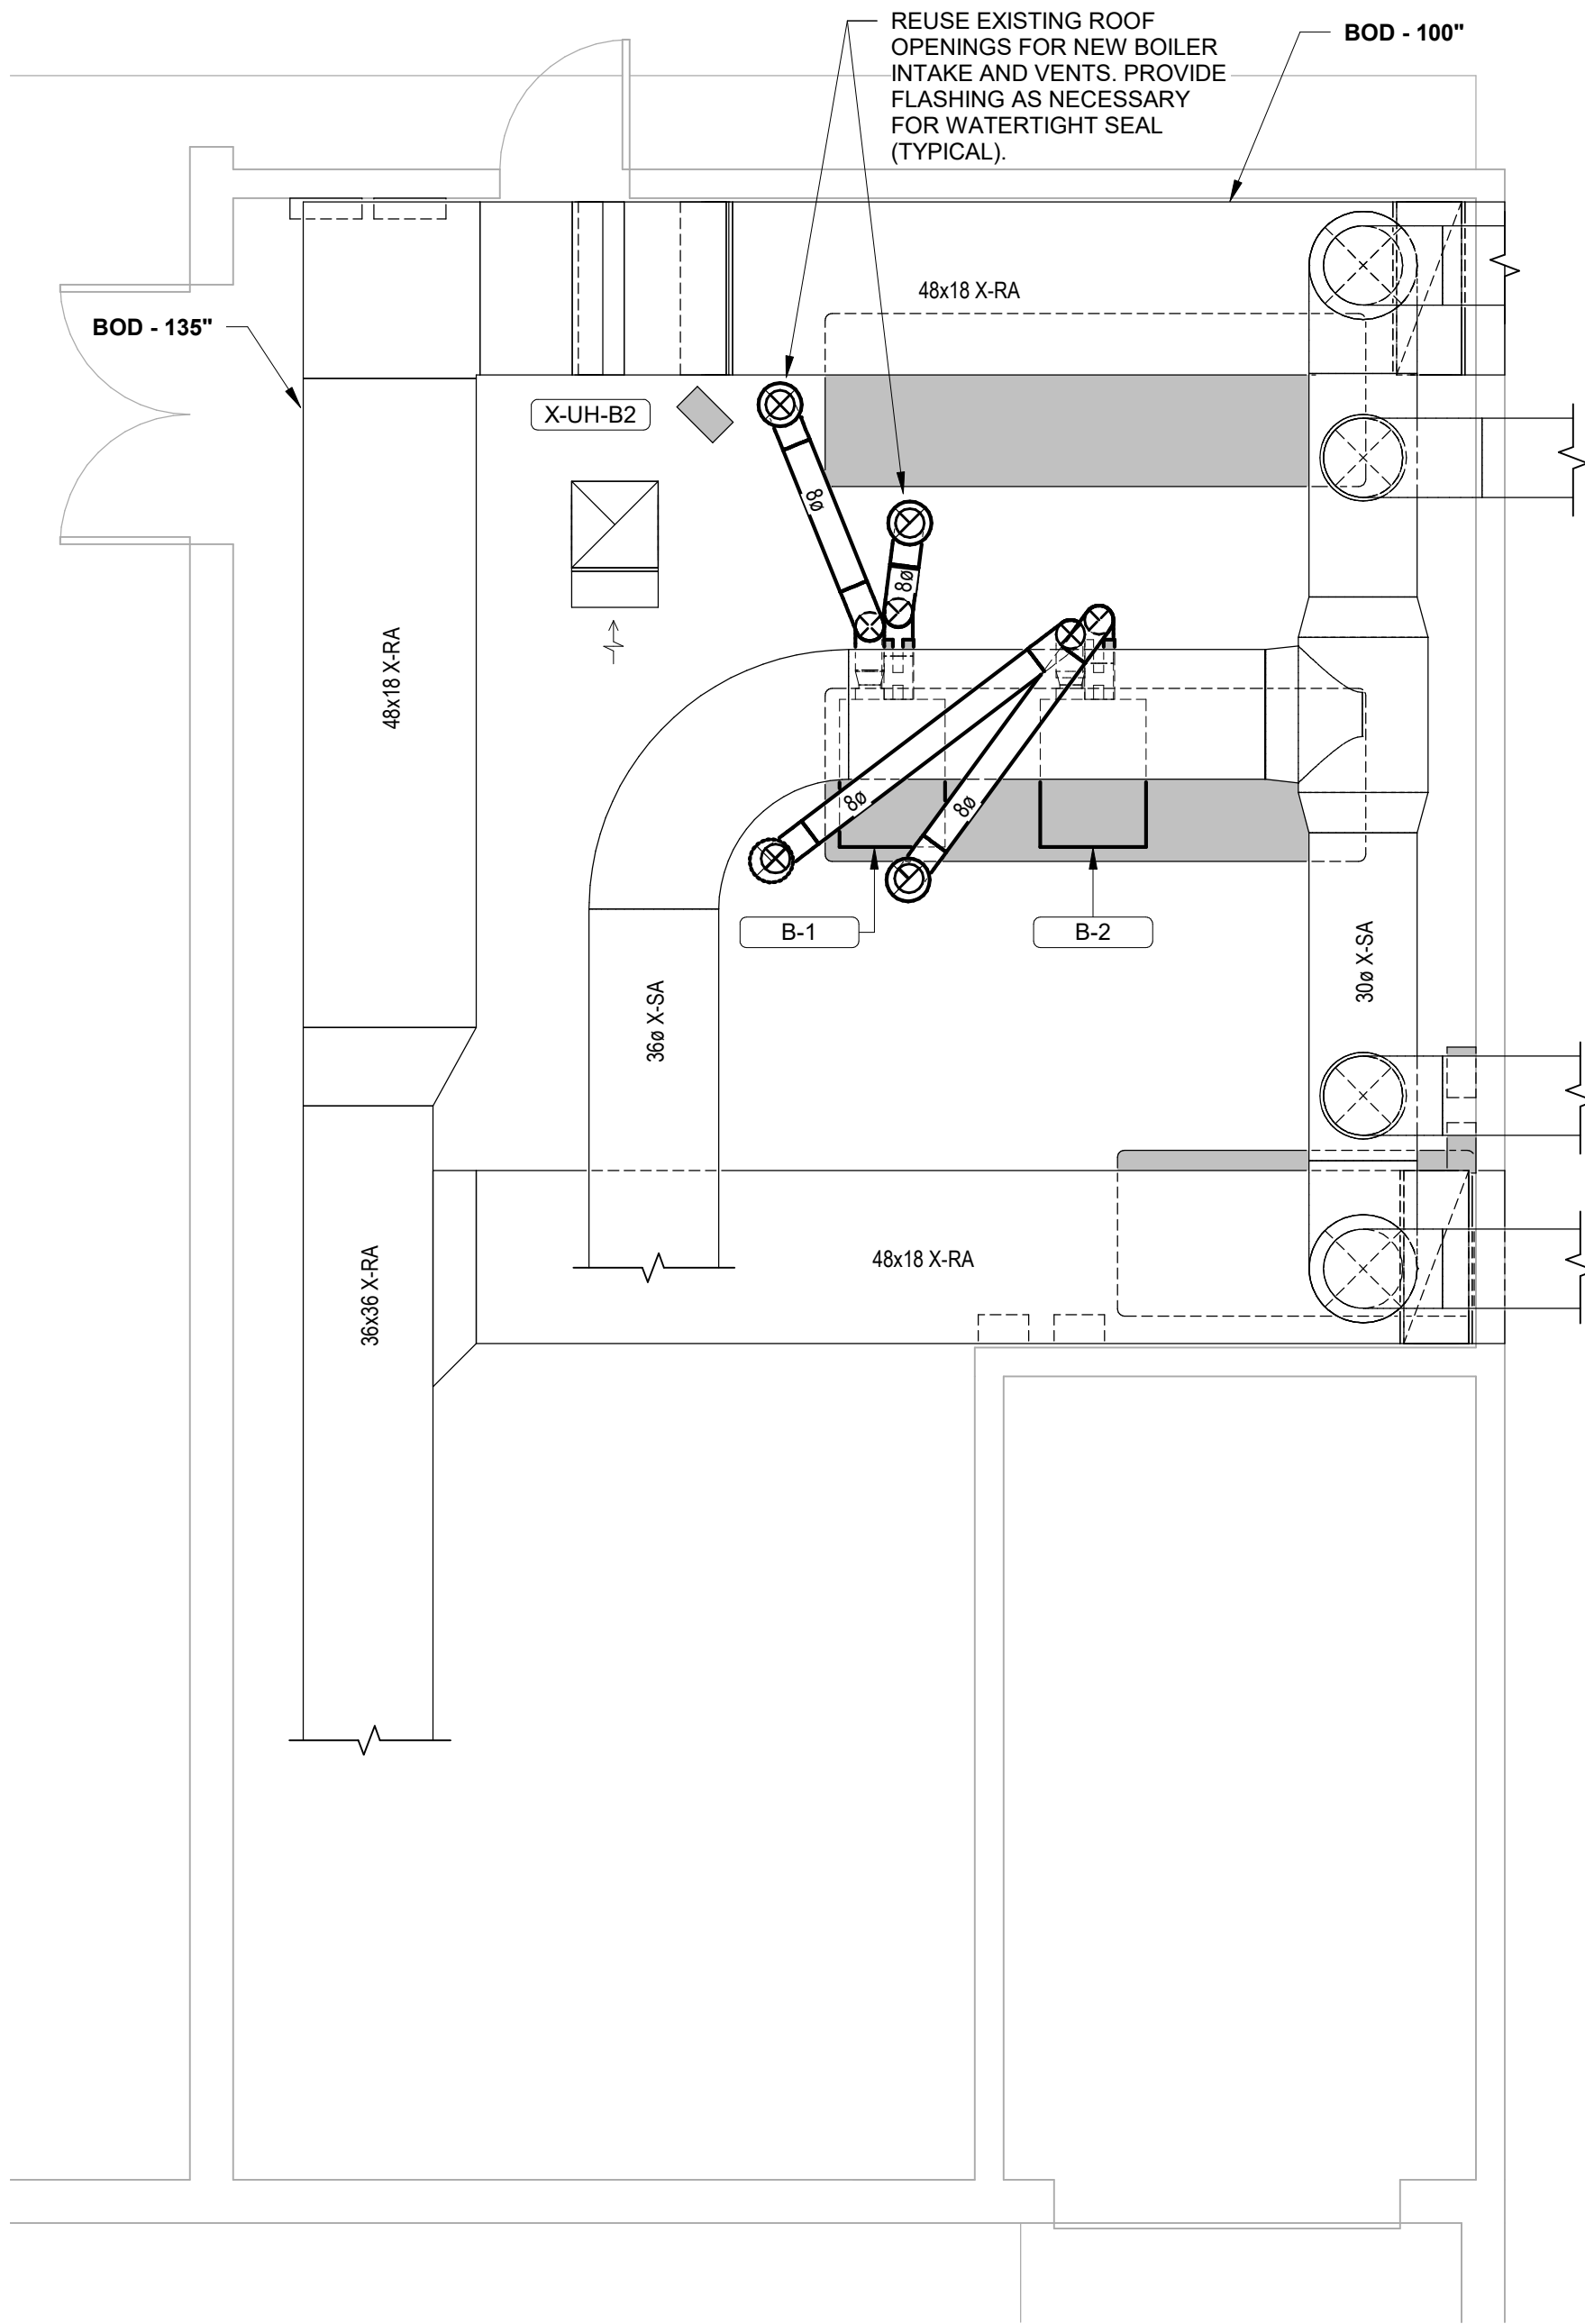 REUSE EXISTING ROOF
OPENINGS FOR NEW BOILER
INTAKE AND VENTS. PROVIDE
FLASHING AS NECESSARY
FOR WATERTIGHT SEAL
(TYPICAL).
BOD - 100"
48x18 X-RA
BOD - 135"
X-UH-B2
8ø
8ø
48x18 X-RA
8ø
8ø
B-1
B-2
30ø X-SA
36ø X-SA
48x18 X-RA
36x36 X-RA